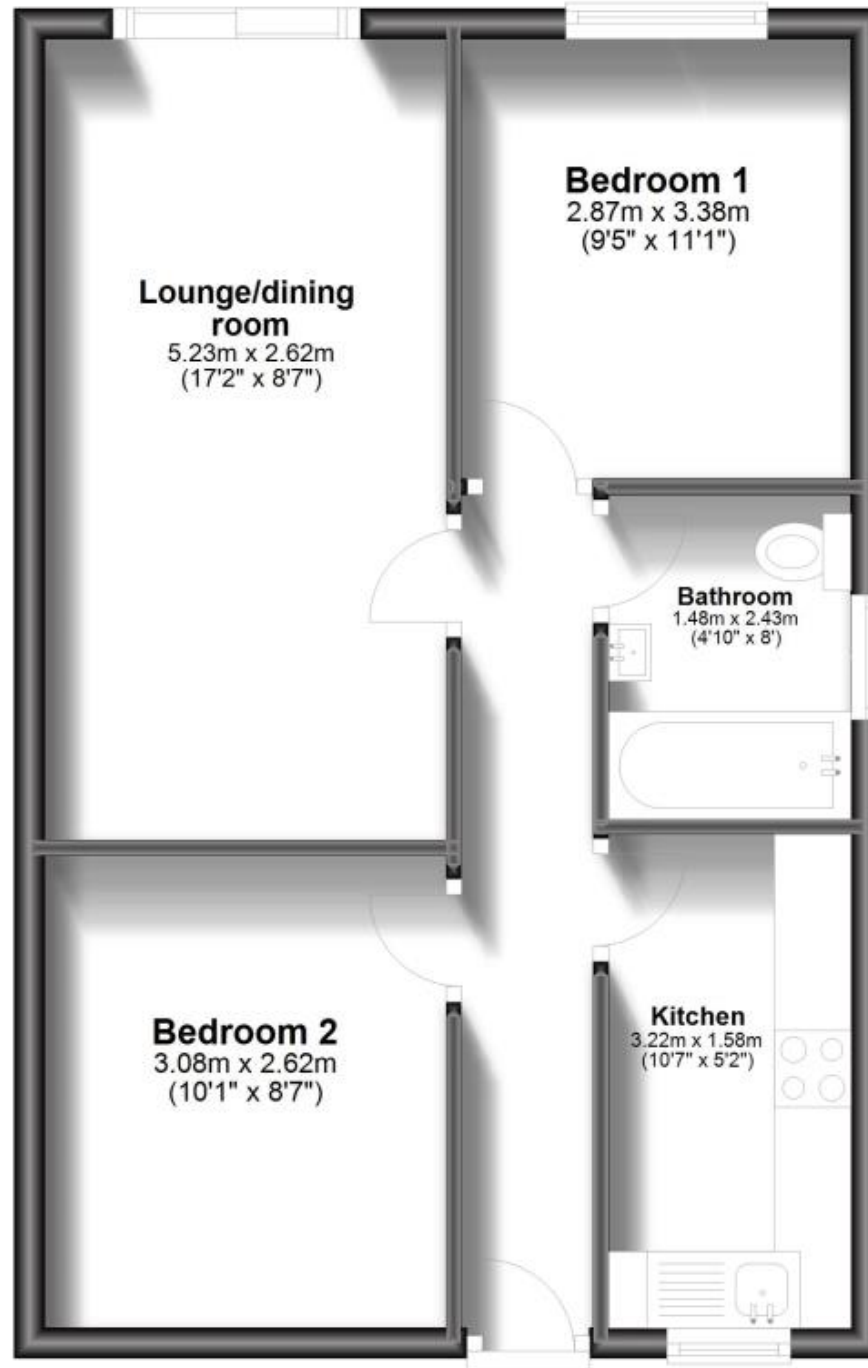 Bedroom 1
2.87m x 3.38m
(9'5" x 11'1")
Lounge/dining
room
5.23m x 2.62m
(17'2" x 8'7")
Bathroom
1.48m x 2.43m
(4'10" x 8')
Bedroom 2
3.08m x 2.62m
(10'1" x 8'7")
Kitchen
3.22m x 1.58m
(10'7" x 5'2")